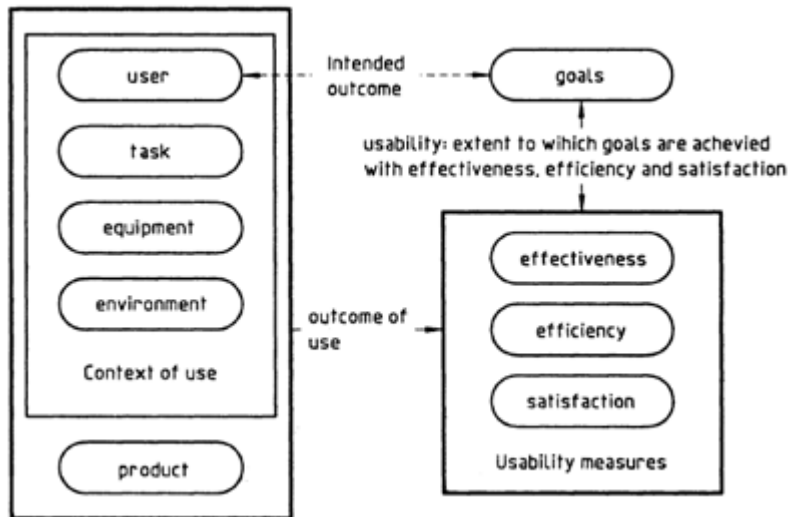 user
task
equipment
environment
Context of use
product
Intended
outcome
goals
usability: extent to wihich goals are achevied
with effectiveness, efficiency and satisfaction
outcome of
use
effectiveness
efficiency
satisfaction
Usability measures